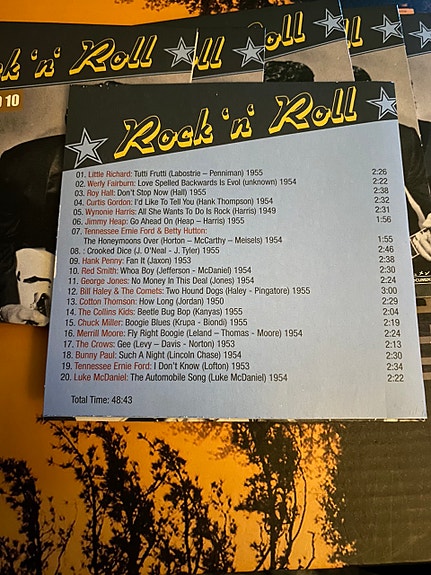 ck 'n' Roll
oll
10
Rock 'n' Roll
01. Little Richard: Tutti Frutti (Labostrie – Penniman) 1955 2:26
02. Werly Fairburn: Love Spelled Backwards Is Evol (unknown) 1954 2:22
03. Roy Hall: Don't Stop Now (Hall) 1955 2:38
04. Curtis Gordon: I'd Like To Tell You (Hank Thompson) 1954 2:32
05. Wynonie Harris: All She Wants To Do Is Rock (Harris) 1949 2:31
06. Jimmy Heap: Go Ahead On (Heap – Harris) 1955 1:56
07. Tennessee Ernie Ford & Betty Hutton:
The Honeymoons Over (Horton – McCarthy – Meisels) 1954 1:55
08. : Crooked Dice (J. O'Neal - J. Tyler) 1955 2:46
09. Hank Penny: Fan It (Jaxon) 1953 2:38
10. Red Smith: Whoa Boy (Jefferson - McDaniel) 1954 2:30
11. George Jones: No Money In This Deal (Jones) 1954 2:24
12. Bill Haley & The Comets: Two Hound Dogs (Haley - Pingatore) 1955 3:00
13. Cotton Thomson: How Long (Jordan) 1950 2:29
14. The Collins Kids: Beetle Bug Bop (Kanyas) 1955 2:04
15. Chuck Miller: Boogie Blues (Krupa - Biondi) 1955 2:19
16. Merrill Moore: Fly Right Boogie (Leland – Thomas - Moore) 1954 2:24
17. The Crows: Gee (Levy – Davis - Norton) 1953 2:13
18. Bunny Paul: Such A Night (Lincoln Chase) 1954 2:30
19. Tennessee Ernie Ford: I Don't Know (Lofton) 1953 2:34
20. Luke McDaniel: The Automobile Song (Luke McDaniel) 1954 2:22
Total Time: 48:43